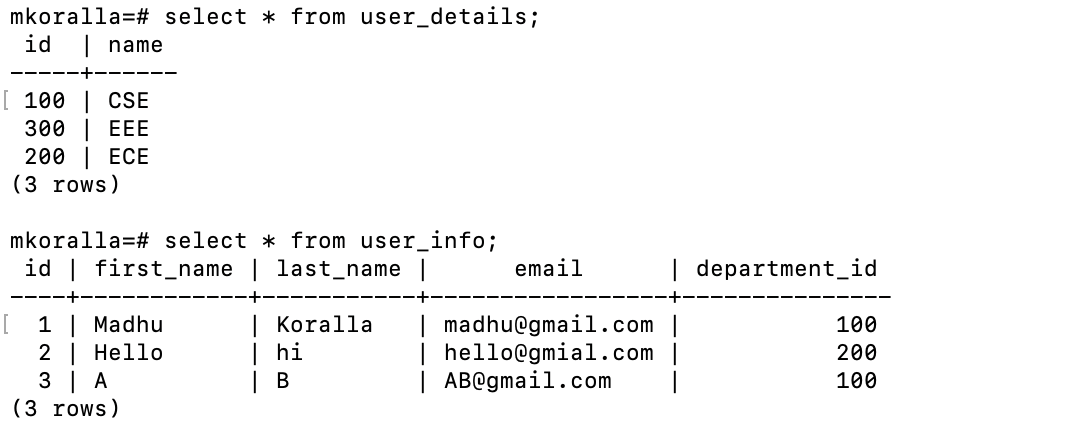 mkoralla=# select * from user_details;
 id  | name
-----+------
 100 | CSE
 300 | EEE
 200 | ECE
(3 rows)

mkoralla=# select * from user_info;
 id | first_name | last_name |      email      | department_id
----+------------+-----------+-----------------+---------------
  1 | Madhu      | Koralla   | madhu@gmail.com |           100
  2 | Hello      | hi        | hello@gmial.com |           200
  3 | A          | B         | AB@gmail.com    |           100
(3 rows)